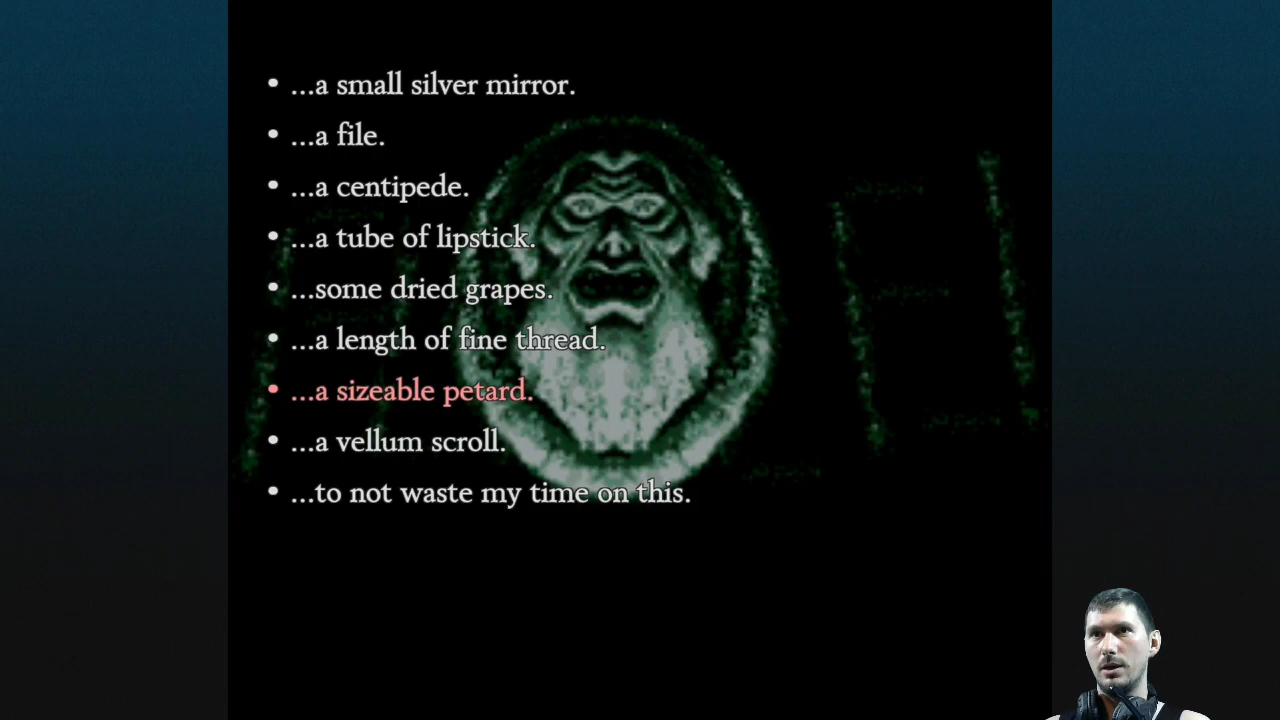 • ...a small silver mirror.
• ...a file.
• ...a centipede.
• ...a tube of lipstick.
• ...some dried grapes.
• ...a length of fine thread.
• ...a sizeable petard.
• ...a vellum scroll.
• ...to not waste my time on this.